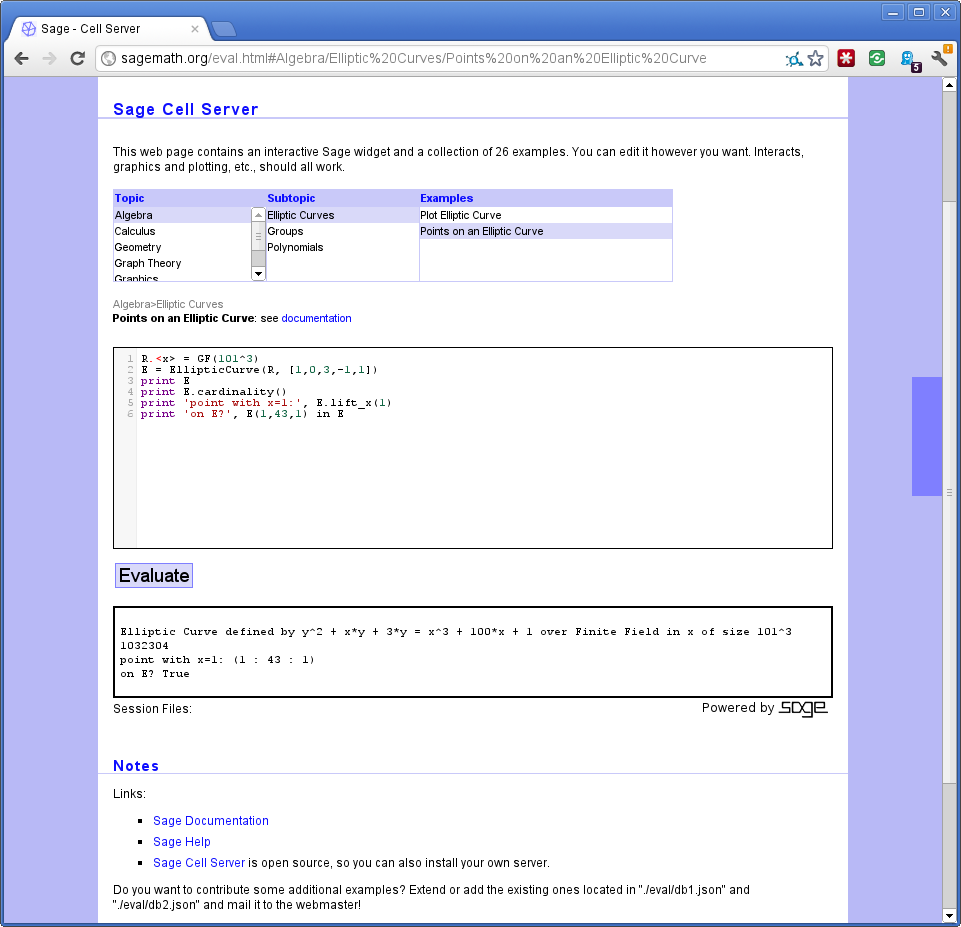 Sage - Cell Server
sagemath.org/eval.html#Algebra/Elliptic%20Curves/Points%20on%20an%20Elliptic%20Curve
5
Sage Cell Server
This web page contains an interactive Sage widget and a collection of 26 examples. You can edit it however you want. Interacts,
graphics and plotting, etc., should all work.
Topic Subtopic Examples
Algebra Elliptic Curves Plot Elliptic Curve
Calculus Groups Points on an Elliptic Curve
Geometry Polynomials
Graph Theory
Graphics
Algebra>Elliptic Curves
Points on an Elliptic Curve: see documentation
1 R.<x> = GF(101^3)
2 E = EllipticCurve(R, [1,0,3,-1,1])
3 print E
4 print E.cardinality()
5 print 'point with x=1:', E.lift_x(1)
6 print 'on E?', E(1,43,1) in E
Evaluate
Elliptic Curve defined by y^2 + x*y + 3*y = x^3 + 100*x + 1 over Finite Field in x of size 101^3
1032304
point with x=1: (1 : 43 : 1)
on E? True
Session Files: Powered by sage
Notes
Links:
Sage Documentation
Sage Help
Sage Cell Server is open source, so you can also install your own server.
Do you want to contribute some additional examples? Extend or add the existing ones located in "./eval/db1.json" and
"./eval/db2.json" and mail it to the webmaster!